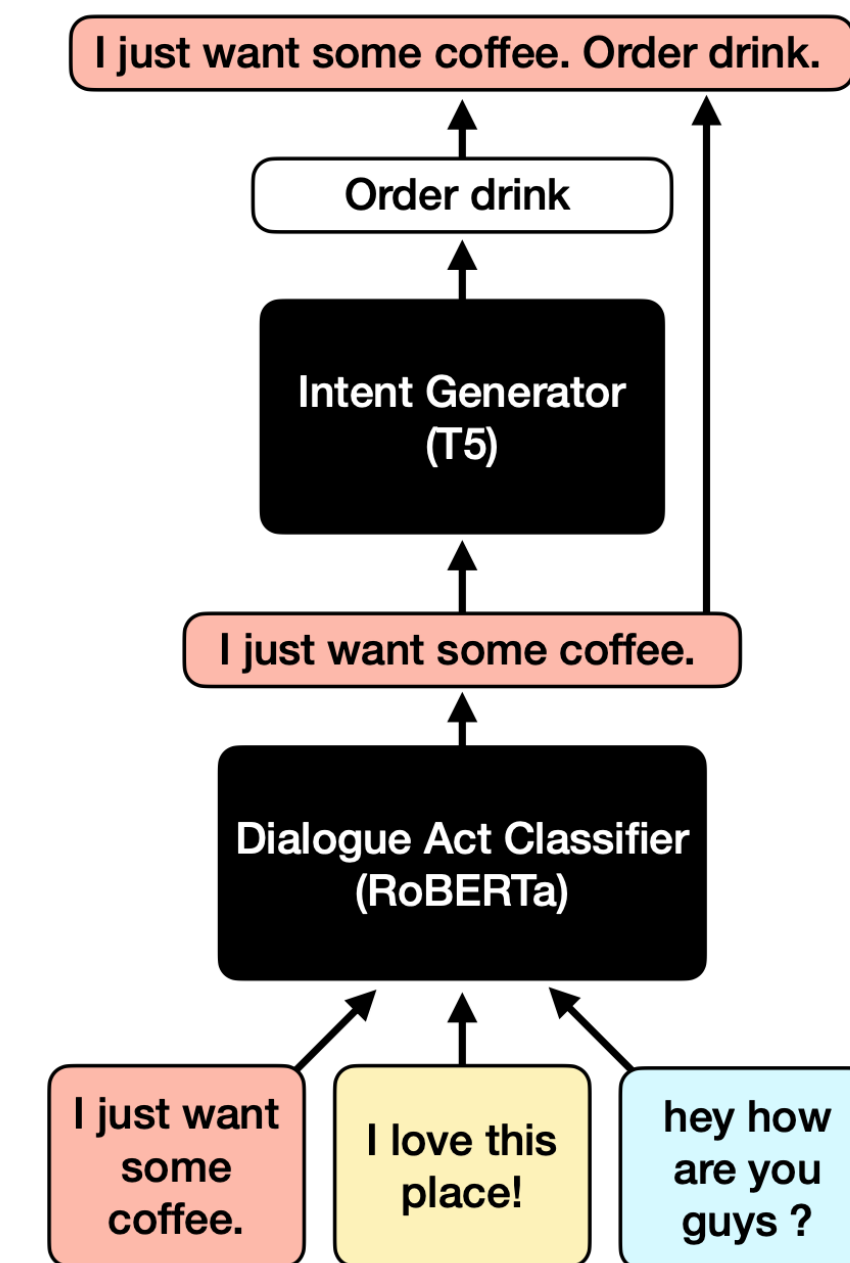 I just want some coffee. Order drink.
Order drink
Intent Generator
(T5)
I just want some coffee.
Dialogue Act Classifier
(RoBERTa)
I just want
some
coffee.
I love this
place!
hey how
are you
guys ?